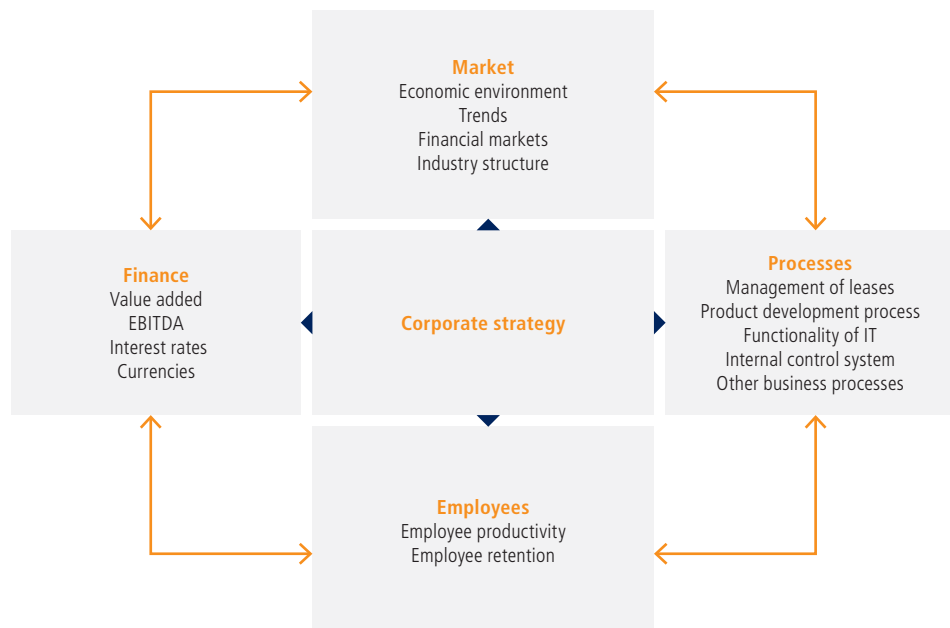 Market
Economic environment
Trends
Financial markets
Industry structure
Finance
Value added
EBITDA
Interest rates
Currencies
Corporate strategy
Processes
Management of leases
Product development process
Functionality of IT
Internal control system
Other business processes
Employees
Employee productivity
Employee retention